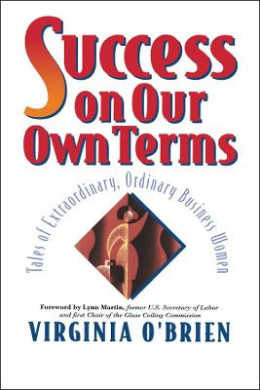 Success
on Our
Own Terms
Tales of Extraordinary, Ordinary Business Women
Foreword by Lynn Martin, former U.S. Secretary of Labor
and first Chair of the Glass Ceiling Commission
VIRGINIA O'BRIEN